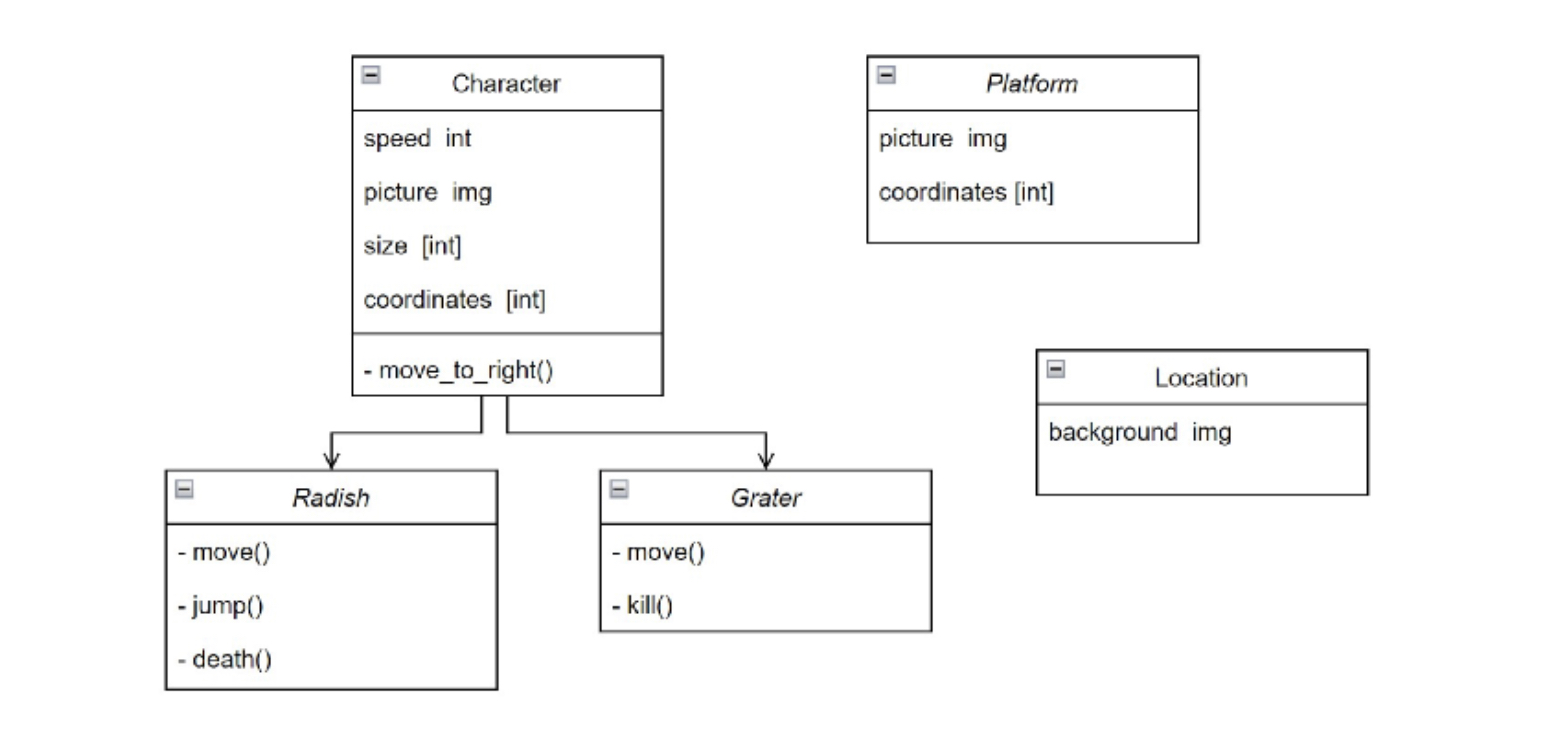 Character
speed  int
picture  img
size  [int]
coordinates  [int]
- move_to_right()
Platform
picture  img
coordinates [int]
Location
background  img
Radish
- move()
- jump()
- death()
Grater
- move()
- kill()